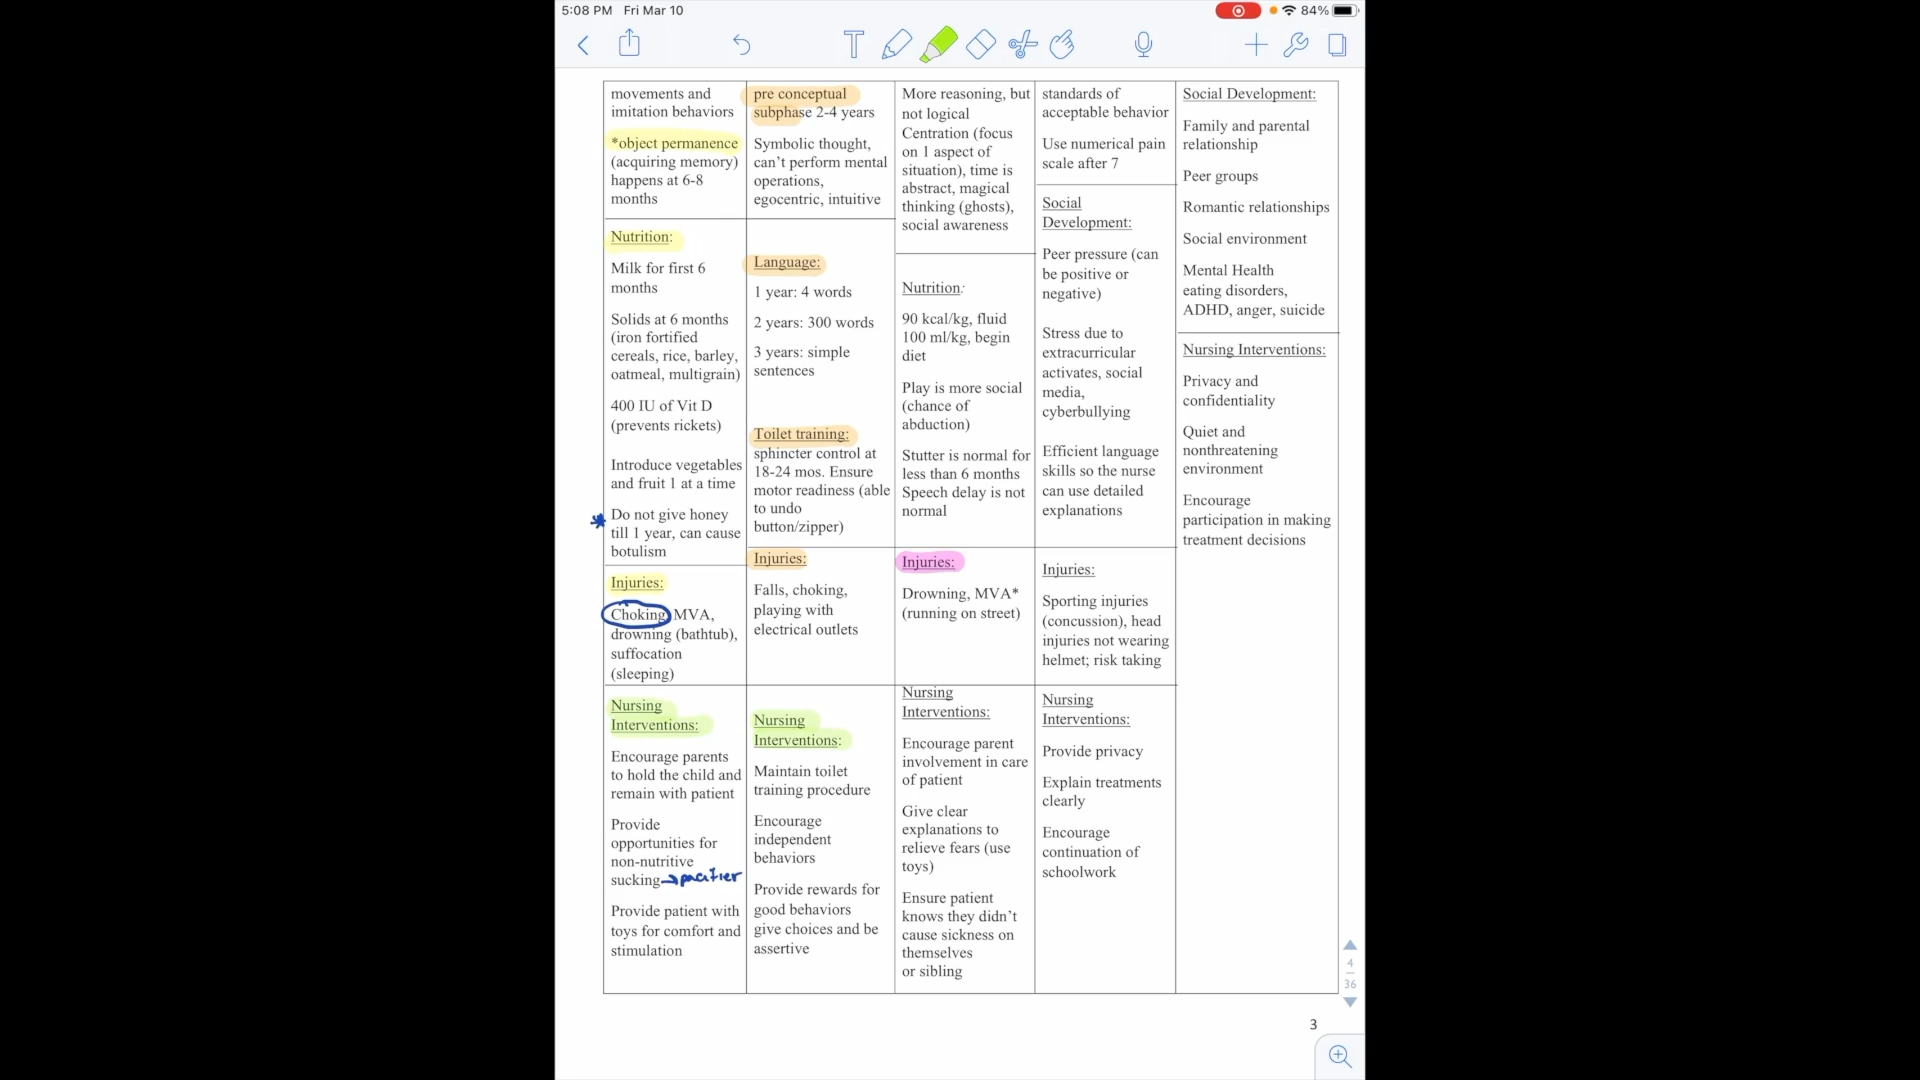 5:08 PM Fri Mar 10
84%
movements and
imitation behaviors
*object permanence
(acquiring memory)
happens at 6-8
months
Nutrition:
Milk for first 6
months
Solids at 6 months
(iron fortified
cereals, rice, barley,
oatmeal, multigrain)
400 IU of Vit D
(prevents rickets)
Introduce vegetables
and fruit 1 at a time
* Do not give honey
till 1 year, can cause
botulism
Injuries:
Choking, MVA,
drowning (bathtub),
suffocation
(sleeping)
Nursing
Interventions:
Encourage parents
to hold the child and
remain with patient
Provide
opportunities for
non-nutritive
sucking → pacifier
Provide patient with
toys for comfort and
stimulation
pre conceptual
subphase 2-4 years
Symbolic thought,
can't perform mental
operations,
egocentric, intuitive
Language:
1 year: 4 words
2 years: 300 words
3 years: simple
sentences
Toilet training:
sphincter control at
18-24 mos. Ensure
motor readiness (able
to undo
button/zipper)
Injuries:
Falls, choking,
playing with
electrical outlets
Nursing
Interventions:
Maintain toilet
training procedure
Encourage
independent
behaviors
Provide rewards for
good behaviors
give choices and be
assertive
More reasoning, but
not logical
Centration (focus
on 1 aspect of
situation), time is
abstract, magical
thinking (ghosts),
social awareness
Nutrition:
90 kcal/kg, fluid
100 ml/kg, begin
diet
Play is more social
(chance of
abduction)
Stutter is normal for
less than 6 months
Speech delay is not
normal
Injuries:
Drowning, MVA*
(running on street)
Nursing
Interventions:
Encourage parent
involvement in care
of patient
Give clear
explanations to
relieve fears (use
toys)
Ensure patient
knows they didn't
cause sickness on
themselves
or sibling
standards of
acceptable behavior
Use numerical pain
scale after 7
Social
Development:
Peer pressure (can
be positive or
negative)
Stress due to
extracurricular
activates, social
media,
cyberbullying
Efficient language
skills so the nurse
can use detailed
explanations
Injuries:
Sporting injuries
(concussion), head
injuries not wearing
helmet; risk taking
Nursing
Interventions:
Provide privacy
Explain treatments
clearly
Encourage
continuation of
schoolwork
Social Development:
Family and parental
relationship
Peer groups
Romantic relationships
Social environment
Mental Health
eating disorders,
ADHD, anger, suicide
Nursing Interventions:
Privacy and
confidentiality
Quiet and
nonthreatening
environment
Encourage
participation in making
treatment decisions
4
36
3